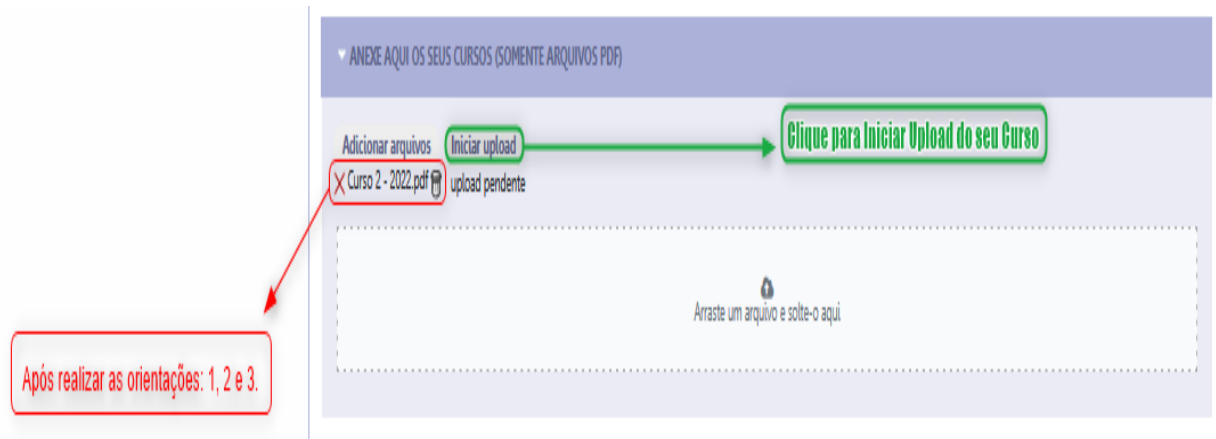 ANEXE AQUI OS SEUS CURSOS (SOMENTE ARQUIVOS PDF)
Adicionar arquivos Iniciar upload Clique para Iniciar Upload do seu Curso
Curso 2 - 2022.pdf upload pendente
Arraste um arquivo e solte-o aqui
Após realizar as orientações: 1, 2 e 3.